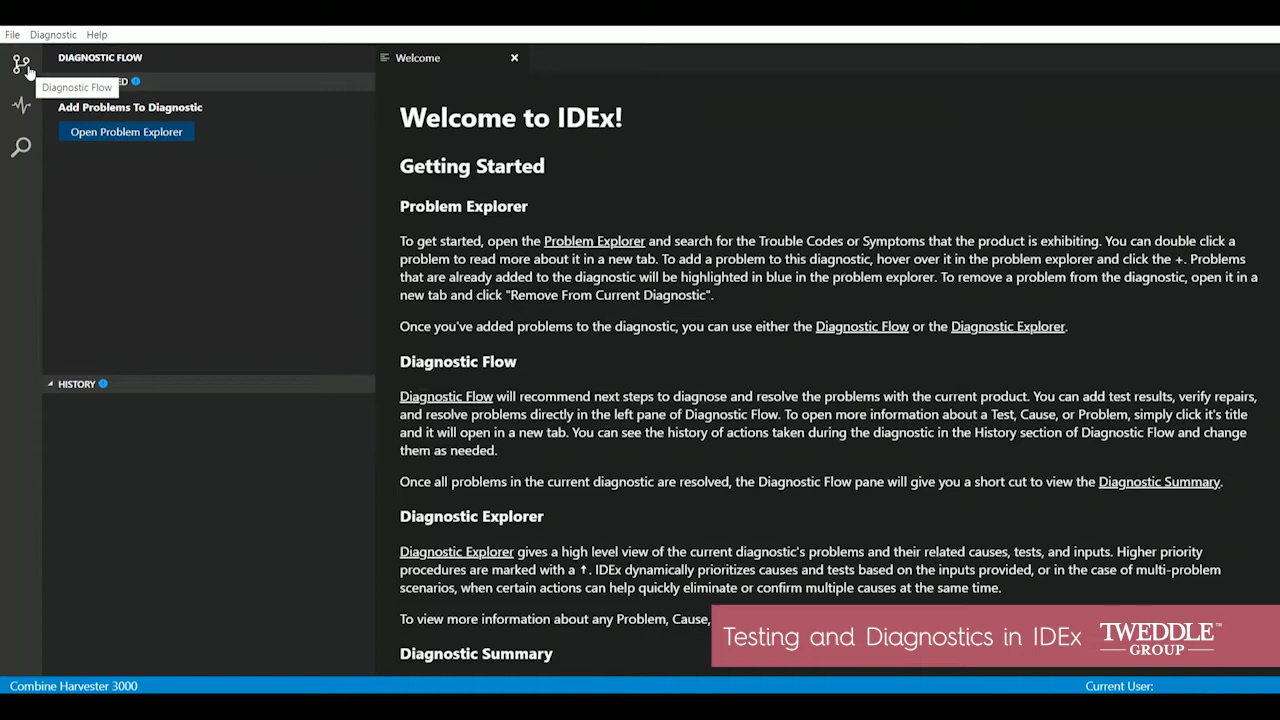 File Diagnostic Help
DIAGNOSTIC FLOW
Diagnostic Flow
Add Problems To Diagnostic
Open Problem Explorer
HISTORY
Welcome
Welcome to IDEx!
Getting Started
Problem Explorer
To get started, open the Problem Explorer and search for the Trouble Codes or Symptoms that the product is exhibiting. You can double click a
problem to read more about it in a new tab. To add a problem to this diagnostic, hover over it in the problem explorer and click the +. Problems
that are already added to the diagnostic will be highlighted in blue in the problem explorer. To remove a problem from the diagnostic, open it in a
new tab and click "Remove From Current Diagnostic".
Once you've added problems to the diagnostic, you can use either the Diagnostic Flow or the Diagnostic Explorer.
Diagnostic Flow
Diagnostic Flow will recommend next steps to diagnose and resolve the problems with the current product. You can add test results, verify repairs,
and resolve problems directly in the left pane of Diagnostic Flow. To open more information about a Test, Cause, or Problem, simply click it's title
and it will open in a new tab. You can see the history of actions taken during the diagnostic in the History section of Diagnostic Flow and change
them as needed.
Once all problems in the current diagnostic are resolved, the Diagnostic Flow pane will give you a short cut to view the Diagnostic Summary.
Diagnostic Explorer
Diagnostic Explorer gives a high level view of the current diagnostic's problems and their related causes, tests, and inputs. Higher priority
procedures are marked with a ↑. IDEx dynamically prioritizes causes and tests based on the inputs provided, or in the case of multi-problem
scenarios, when certain actions can help quickly eliminate or confirm multiple causes at the same time.
To view more information about any Problem, Cause,
Diagnostic Summary
Testing and Diagnostics in IDEx
TWEDDLE™
GROUP
Combine Harvester 3000
Current User: